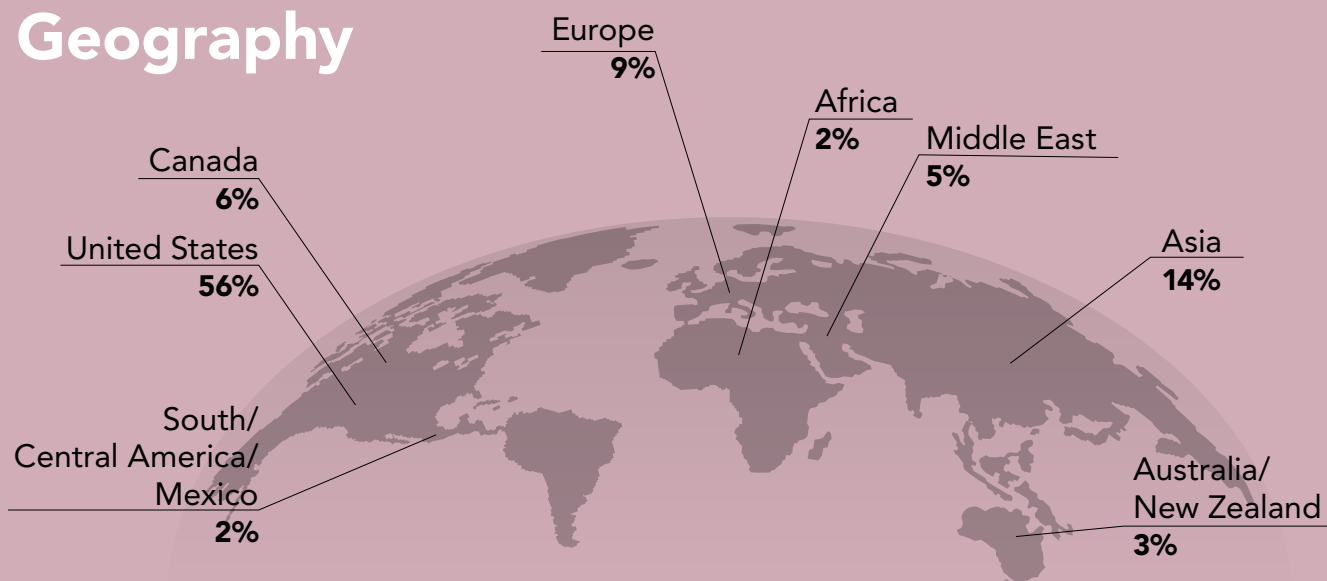 Geography
Europe
9%
Africa
2%
Middle East
5%
Canada
6%
United States
56%
Asia
14%
South/
Central America/
Mexico
2%
Australia/
New Zealand
3%